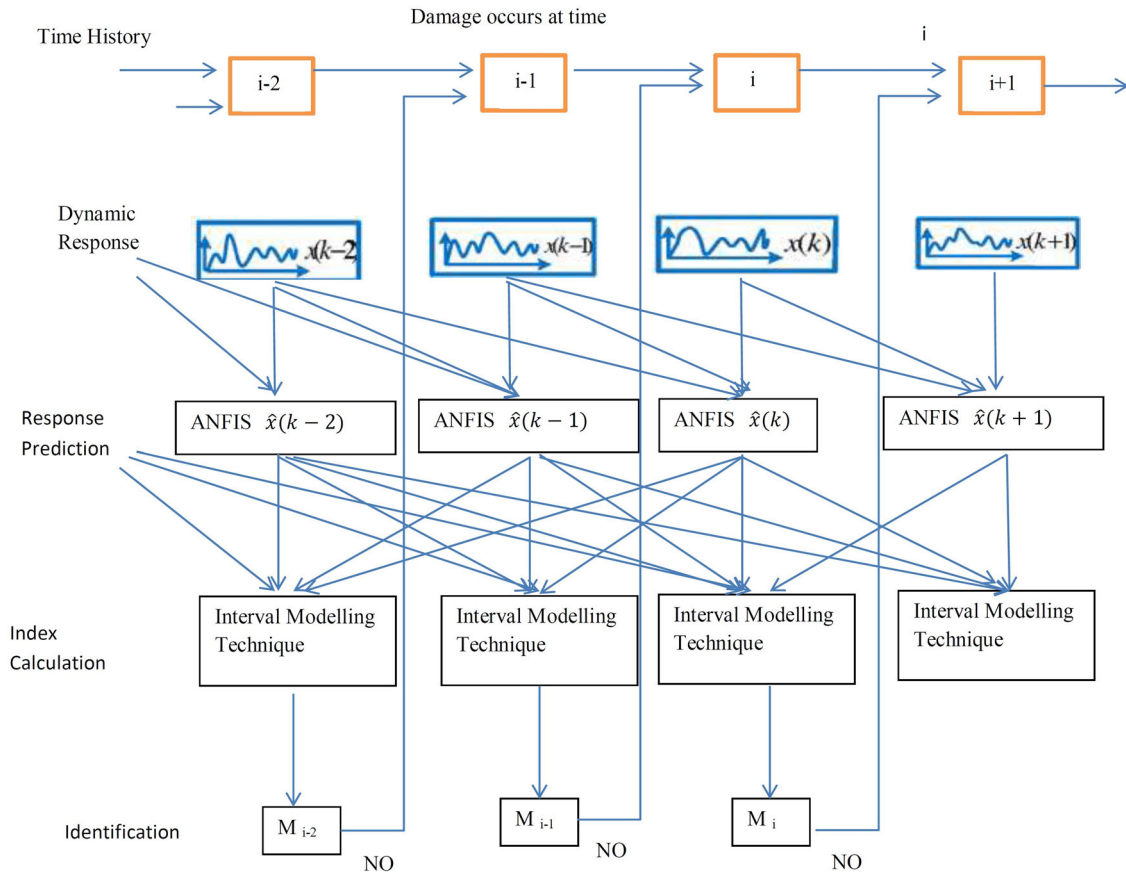 Damage occurs at time
Time History
i
i-2
i-1
i
i+1
Dynamic
Response
x(k−2)
x(k−1)
x(k)
x(k+1)
Response
Prediction
ANFIS x̂(k − 2)
ANFIS x̂(k − 1)
ANFIS x̂(k)
ANFIS x̂(k + 1)
Index
Calculation
Interval Modelling
Technique
Interval Modelling
Technique
Interval Modelling
Technique
Interval Modelling
Technique
Identification
M i-2
M i-1
M i
NO
NO
NO